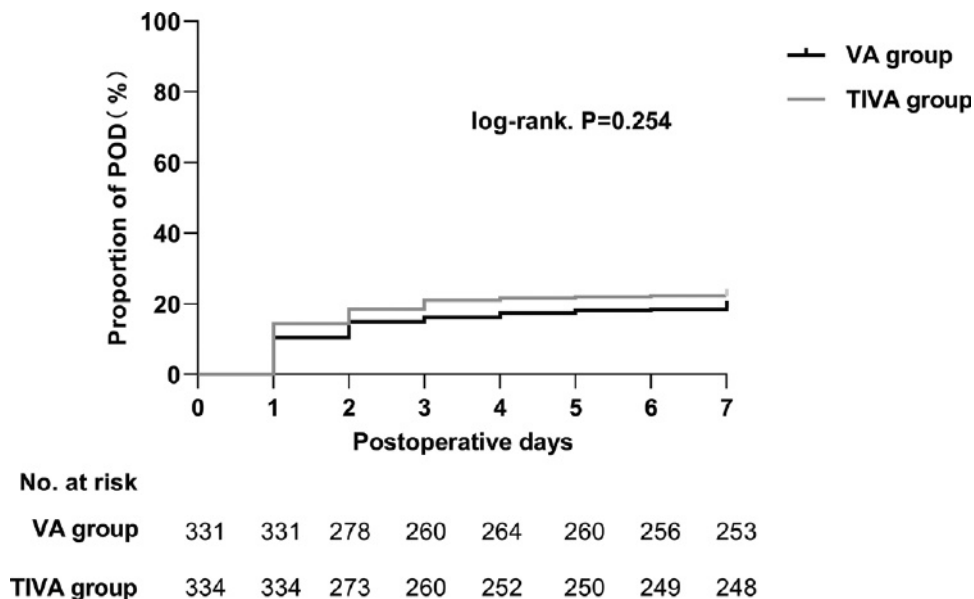 100
80
60
40
20
0
Proportion of POD(%)
0 1 2 3 4 5 6 7
Postoperative days
log-rank. P=0.254
VA group
TIVA group
No. at risk
VA group 331 331 278 260 264 260 256 253
TIVA group 334 334 273 260 252 250 249 248